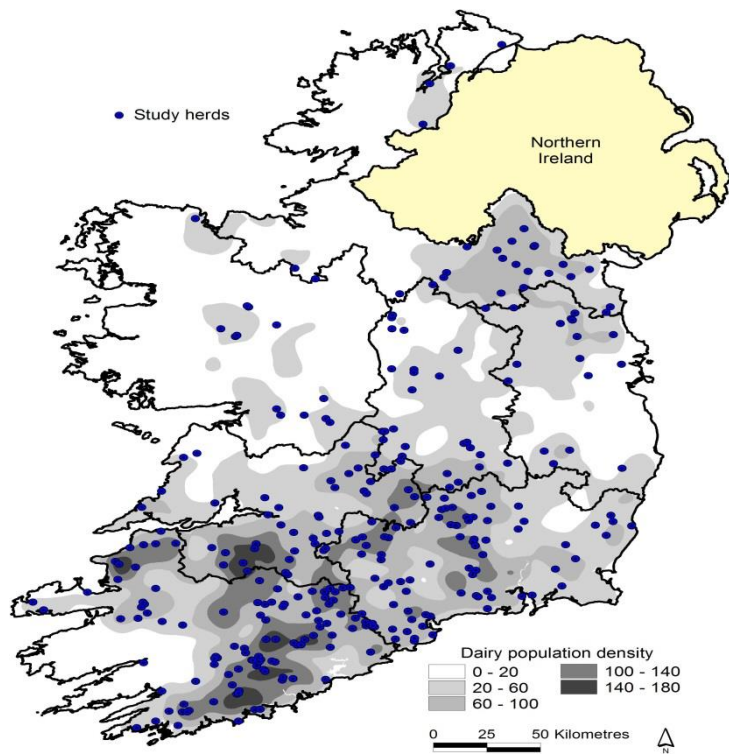 Study herds
Northern
Ireland
Dairy population density
0 - 20
100 - 140
20 - 60
140 - 180
60 - 100
0 25 50 Kilometres
N